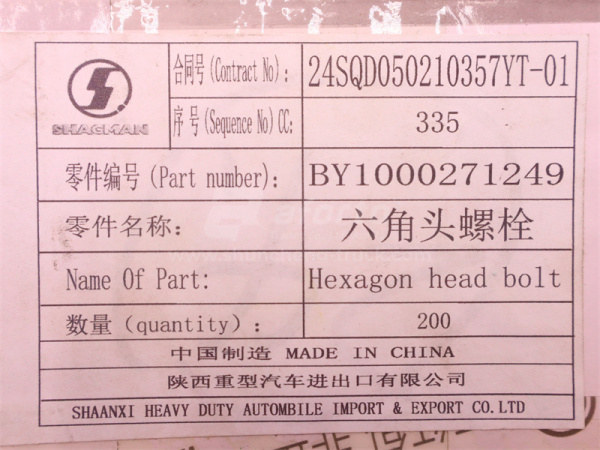 SHACMAN
合同号(Contract No): 24SQD050210357YT-01
序号(Sequence No)CC: 335
零件编号(Part number): BY1000271249
零件名称: 六角头螺栓
Name Of Part: Hexagon head bolt
数量(quantity): 200
中国制造 MADE IN CHINA
陕西重型汽车进出口有限公司
SHAANXI HEAVY DUTY AUTOMBILE IMPORT & EXPORT CO.LTD